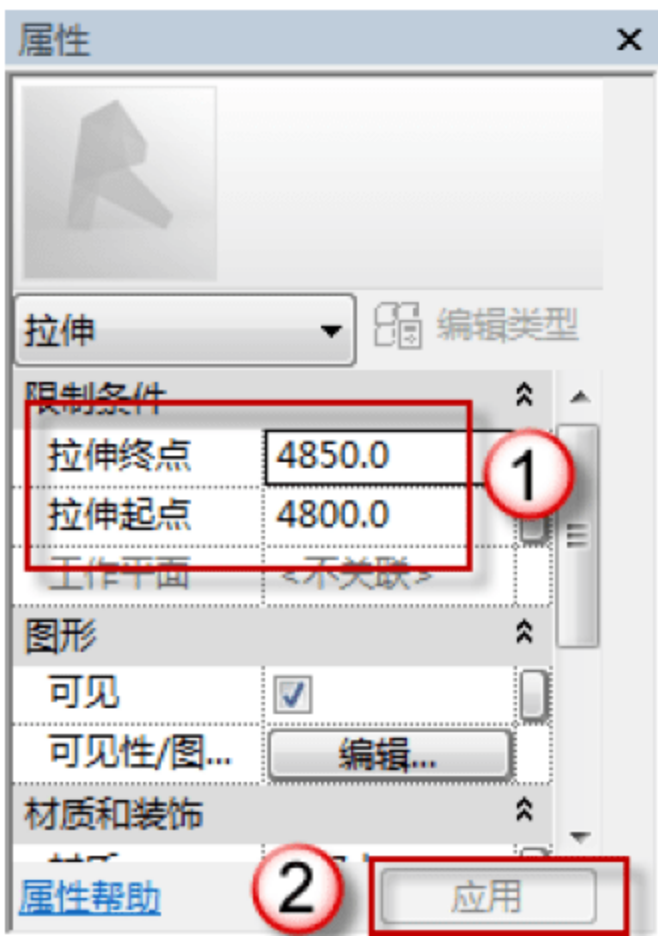 属性
拉伸 编辑类型
限制条件
拉伸终点 4850.0
拉伸起点 4800.0
1
工作平面 <不关联>
图形
可见
可见性/图... 编辑...
材质和装饰
属性帮助 2 应用